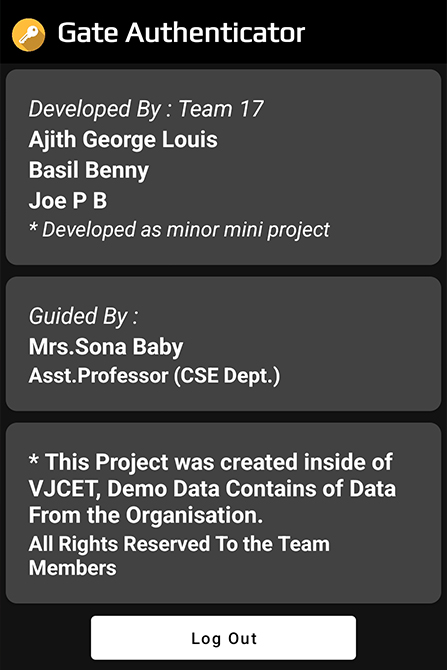 Gate Authenticator
Developed By : Team 17
Ajith George Louis
Basil Benny
Joe P B
* Developed as minor mini project
Guided By :
Mrs.Sona Baby
Asst.Professor (CSE Dept.)
* This Project was created inside of
VJCET, Demo Data Contains of Data
From the Organisation.
All Rights Reserved To the Team
Members
Log Out